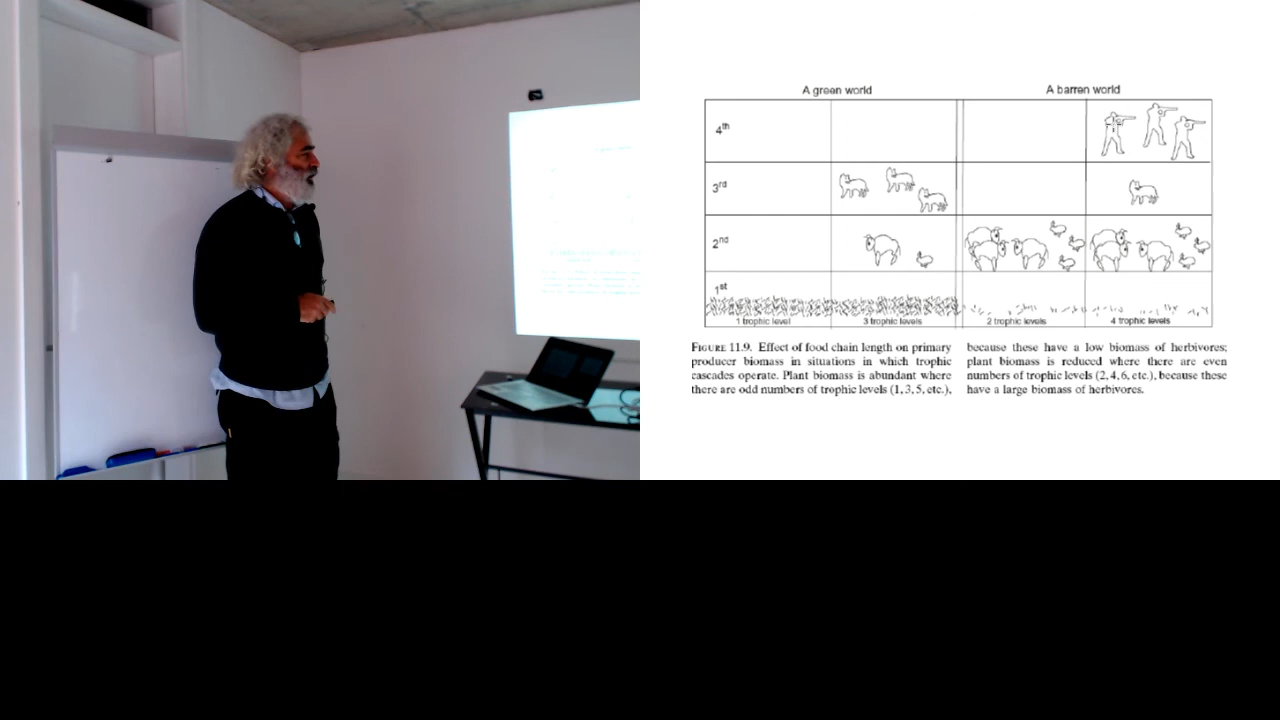 A green world
A barren world
4th
3rd
2nd
1st
1 trophic level
3 trophic levels
2 trophic levels
4 trophic levels
FIGURE 11.9. Effect of food chain length on primary
producer biomass in situations in which trophic
cascades operate. Plant biomass is abundant where
there are odd numbers of trophic levels (1, 3, 5, etc.),
because these have a low biomass of herbivores;
plant biomass is reduced where there are even
numbers of trophic levels (2, 4, 6, etc.), because these
have a large biomass of herbivores.